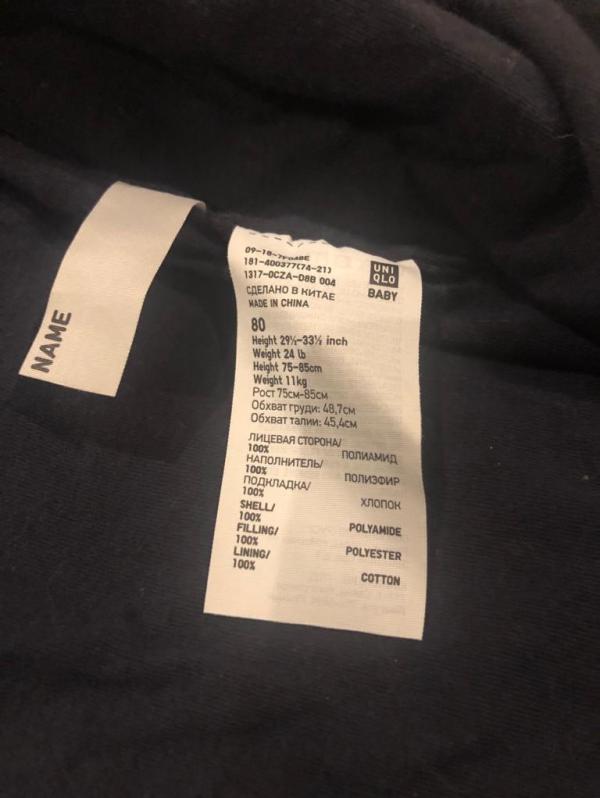 NAME
181-400377(74-21)
1317-0CZA-D8B 004
СДЕЛАНО В КИТАЕ
MADE IN CHINA
UNI
QLO
BABY
80
Height 29½-33½ inch
Weight 24 lb
Height 75-85cm
Weight 11kg
Рост 75см-85см
Обхват груди: 48,7см
Обхват талии: 45,4см
ЛИЦЕВАЯ СТОРОНА/
100% ПОЛИАМИД
НАПОЛНИТЕЛЬ/
100% ПОЛИЭФИР
ПОДКЛАДКА/
100% ХЛОПОК
SHELL/
100% POLYAMIDE
FILLING/
100% POLYESTER
LINING/
100% COTTON